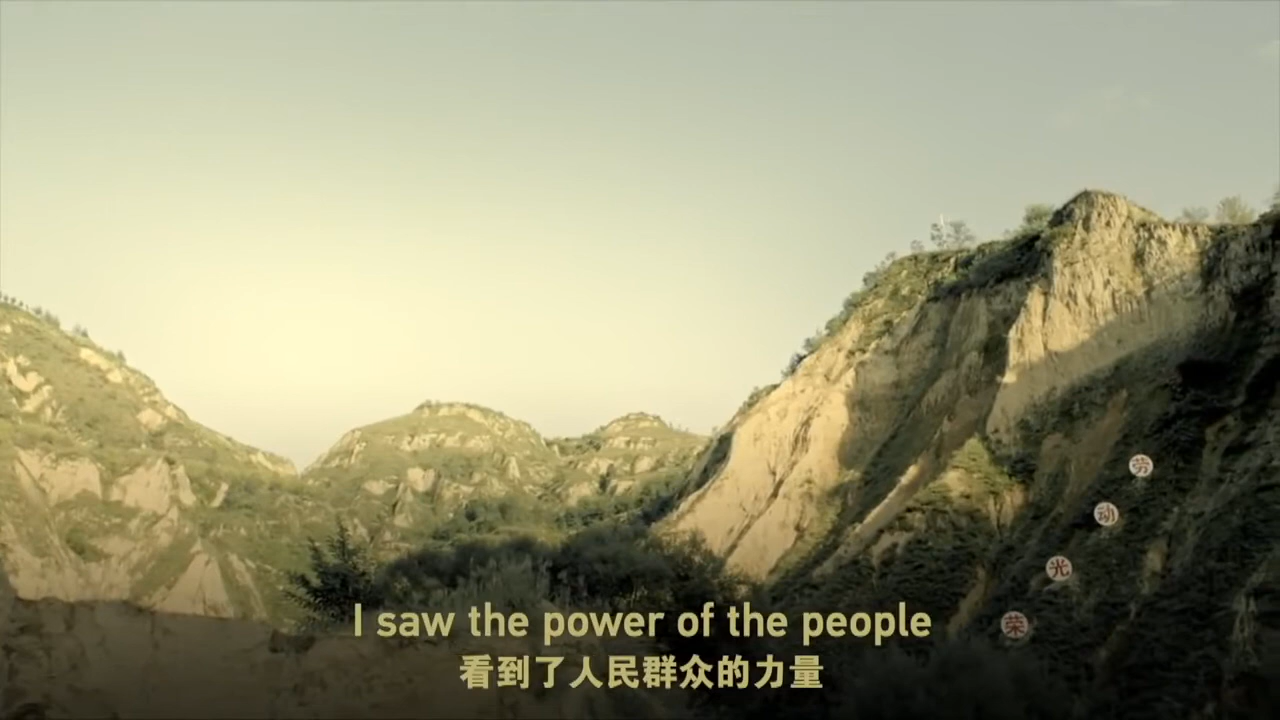 劳
动
光
荣
I saw the power of the people
看到了人民群众的力量